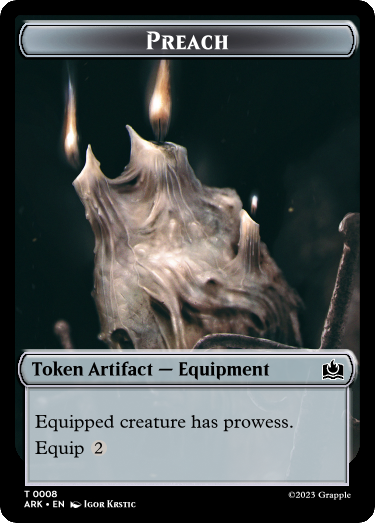 PREACH
Token Artifact — Equipment
Equipped creature has prowess.
Equip 2
T 0008
ARK • EN Igor Krstic
©2023 Grapple